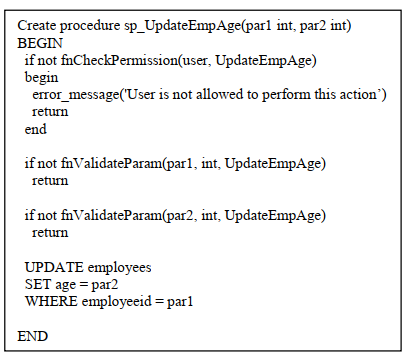 Create procedure sp_UpdateEmpAge(par1 int, par2 int)
BEGIN
if not fnCheckPermission(user, UpdateEmpAge)
begin
error_message('User is not allowed to perform this action’)
return
end
if not fnValidateParam(par1, int, UpdateEmpAge)
return
if not fnValidateParam(par2, int, UpdateEmpAge)
return
UPDATE employees
SET age = par2
WHERE employeeid = par1
END